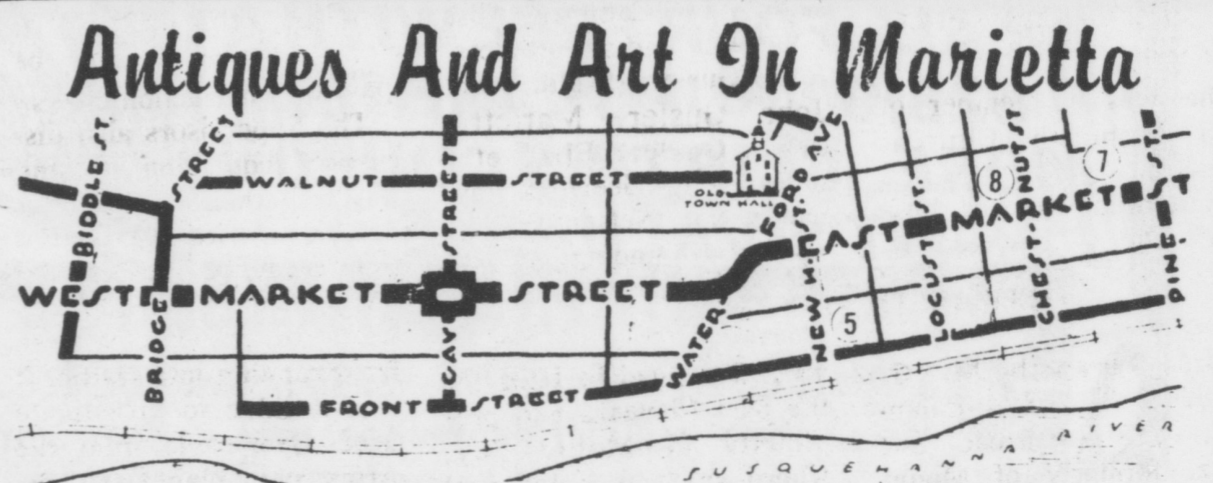 Antiques And Art In Marietta
BIDDLE ST.
STREET
BRIDGE
WALNUT STREET
GAY STREET
OLD
TOWN HALL
FORD AVE
WEST MARKET STREET
EAST MARKET ST
WATER ST.
NEW H.
LOCUST ST.
CHESTNUT ST
PINE ST.
5
8
7
FRONT STREET
SUSQUEHANNA RIVER